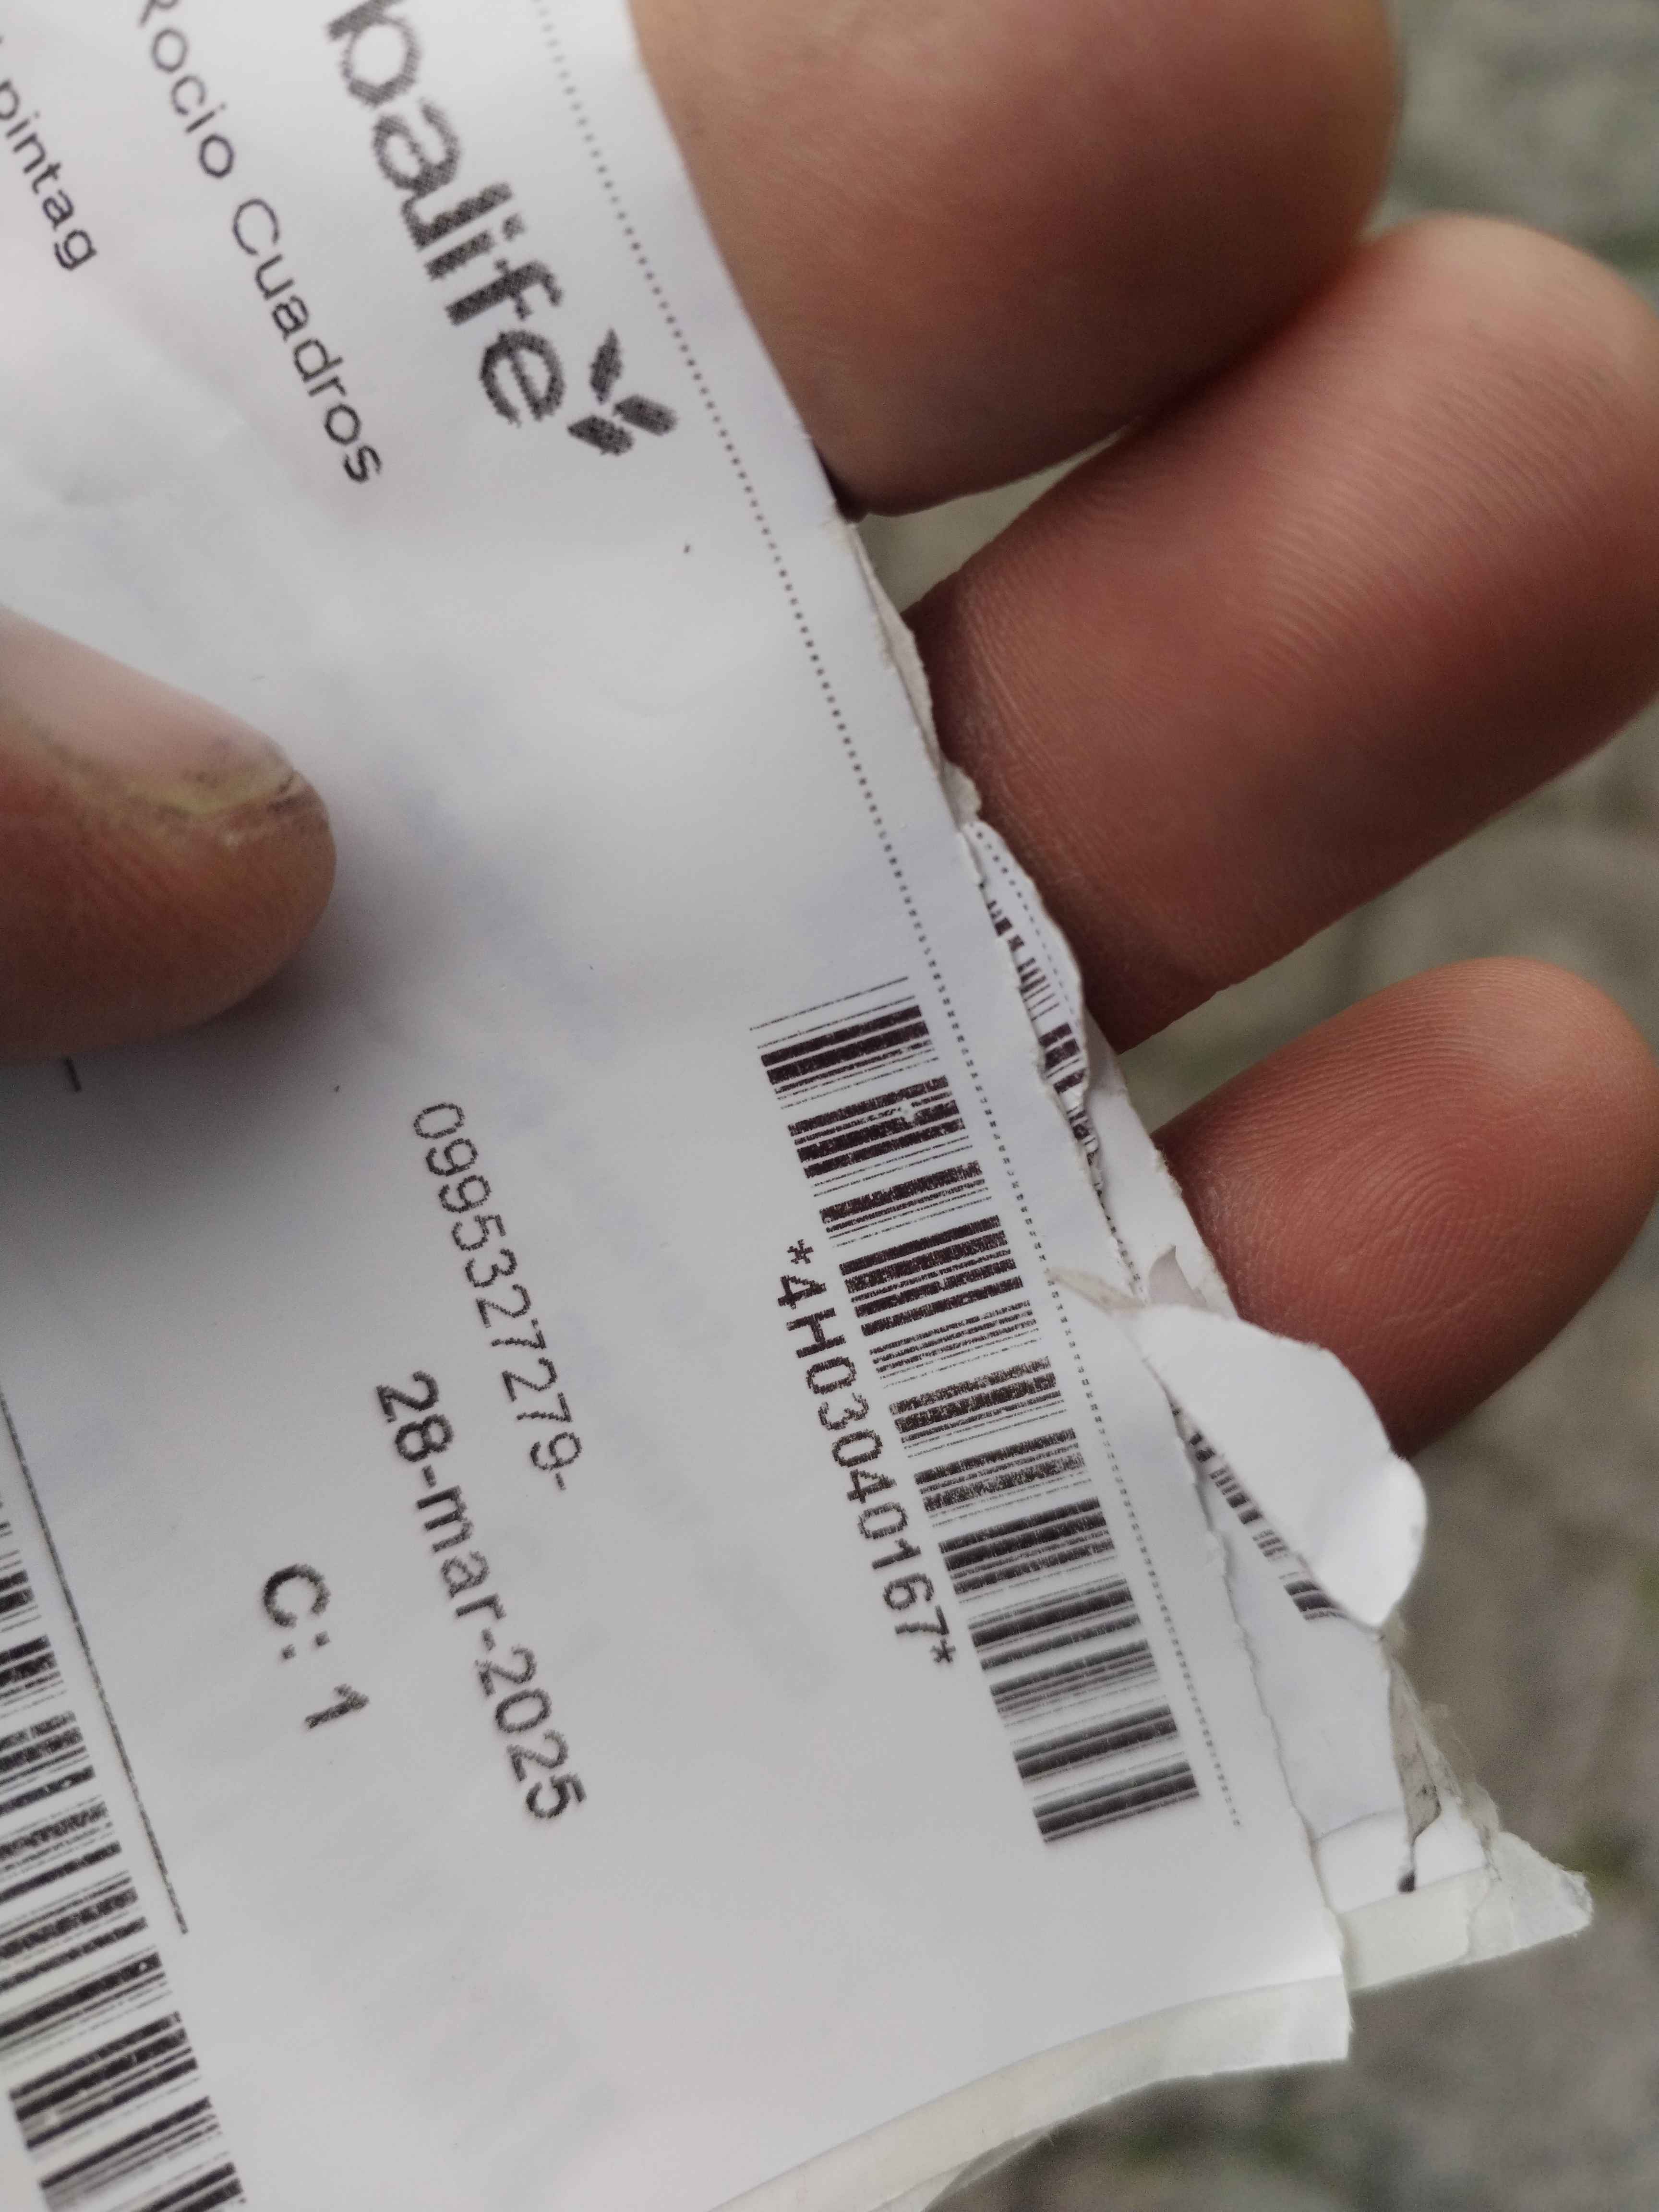 *4H03040167*
balife
Rocio Cuadros
0995327279-
pintag
28-mar-2025
C: 1